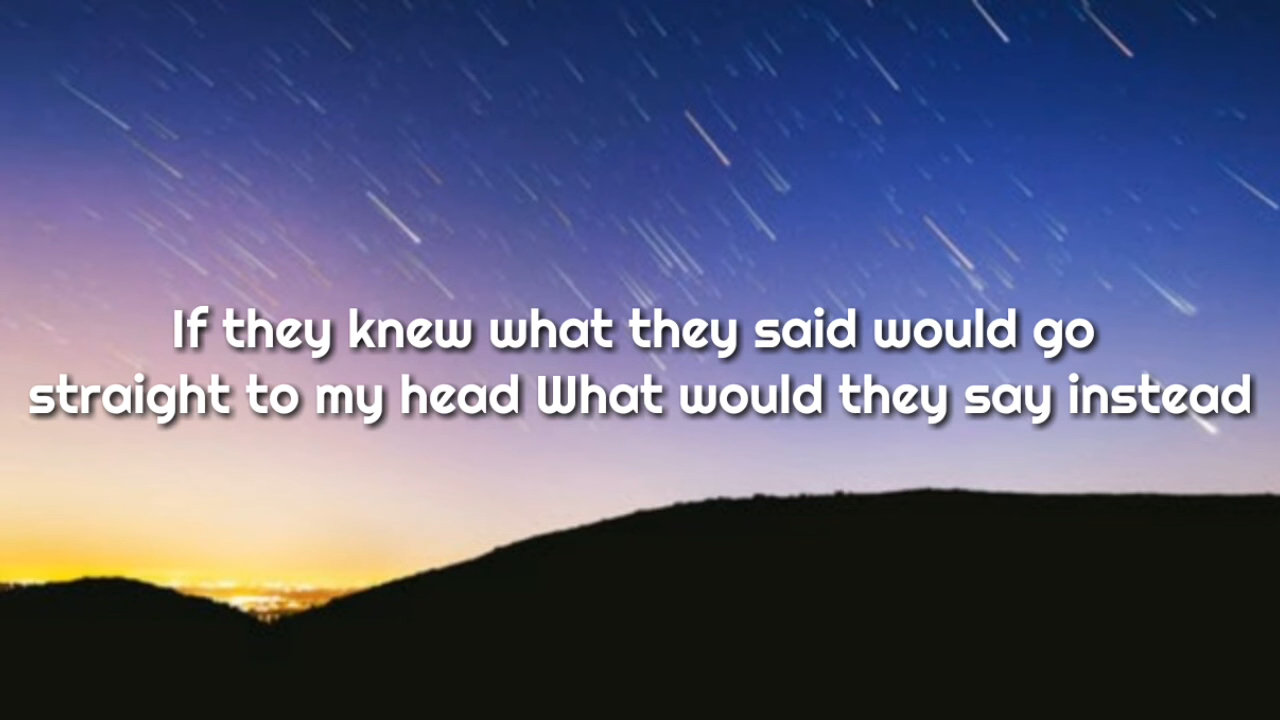 If they knew what they said would go
straight to my head What would they say instead